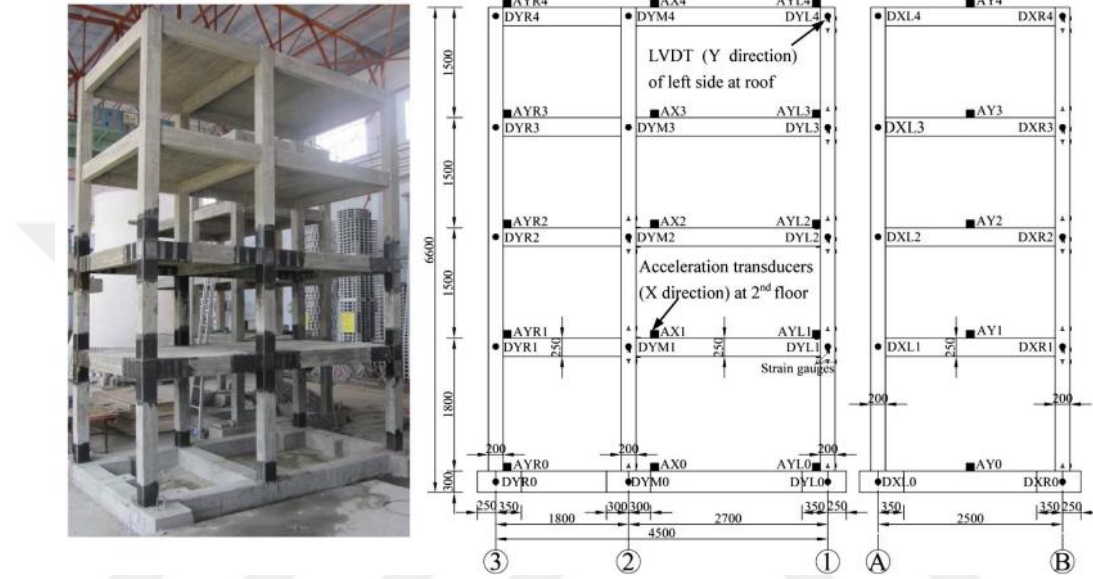 AYR4 AX4 AYL4 AY4
DYR4 DYM4 DYL4 DXL4 DXR4
LVDT (Y direction)
of left side at roof
1500
AYR3 AX3 AYL3 AY3
DYR3 DYM3 DYL3 DXL3 DXR3
1500
AYR2 AX2 AYL2 AY2
DYR2 DYM2 DYL2 DXL2 DXR2
6600
Acceleration transducers
(X direction) at 2nd floor
1500
AYR1 AX1 AYL1 AY1
DYR1 250 DYM1 250 DYL1 DXL1 250 DXR1
Strain gauges
1800
200 200
200 200 200
AYR0 AX0 AYL0 AY0
300 DYR0 DYM0 DYL0 DXL0 DXR0
250 350 300 300 350 250 350 350 250
1800 2700 2500
4500
3 2 1 A B